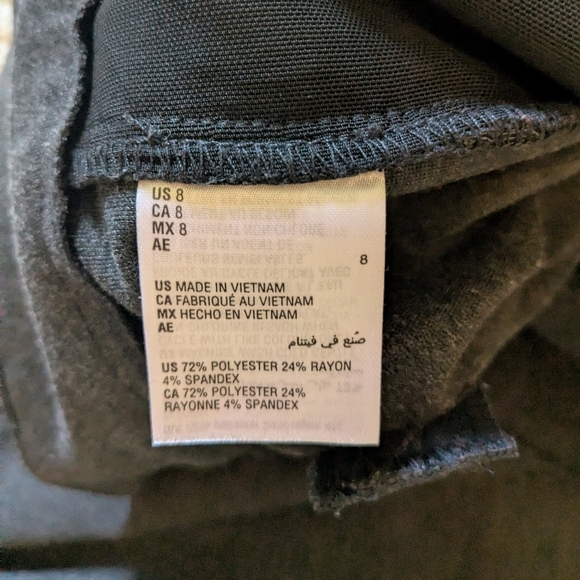 US 8
CA 8
MX 8
AE
8
US MADE IN VIETNAM
CA FABRIQUÉ AU VIETNAM
MX HECHO EN VIETNAM
AE
صُنع في فيتنام
US 72% POLYESTER 24% RAYON
4% SPANDEX
CA 72% POLYESTER 24%
RAYONNE 4% SPANDEX